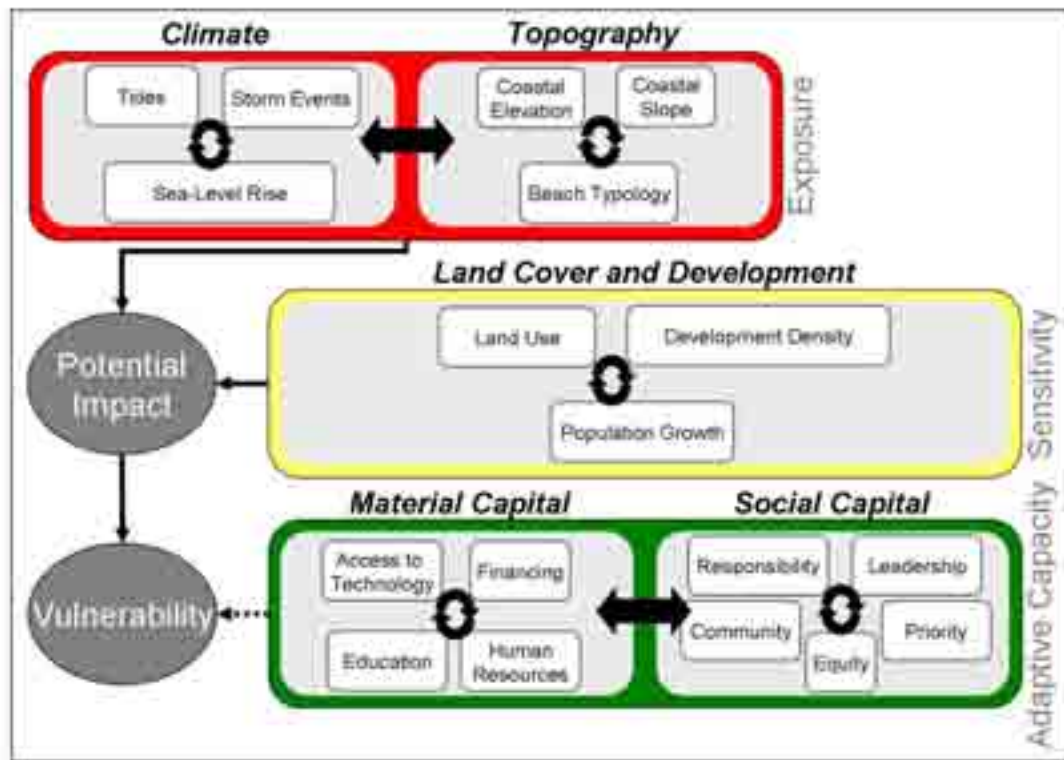 Climate
Topography
Tides
Storm Events
Sea-Level Rise
Coastal
Elevation
Coastal
Slope
Beach Typology
Exposure
Land Cover and Development
Land Use
Development Density
Population Growth
Sensitivity
Potential
Impact
Material Capital
Social Capital
Access to
Technology
Financing
Education
Human
Resources
Responsibility
Leadership
Community
Equity
Priority
Adaptive Capacity
Vulnerability